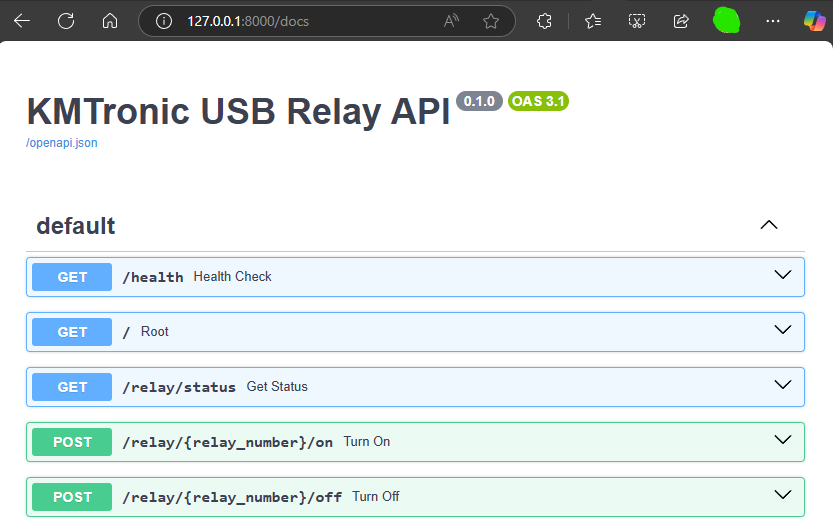 127.0.0.1:8000/docs
KMTronic USB Relay API 0.1.0 OAS 3.1
/openapi.json
default
GET /health Health Check
GET / Root
GET /relay/status Get Status
POST /relay/{relay_number}/on Turn On
POST /relay/{relay_number}/off Turn Off